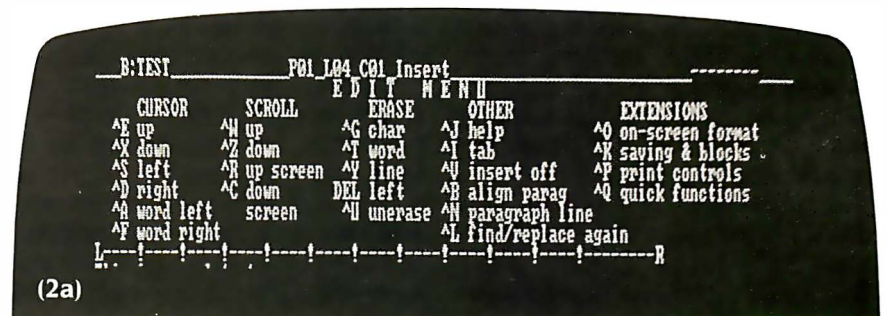 B:TEST P01 L04 C01 Insert
E D I T M E N U
CURSOR SCROLL ERASE OTHER EXTENSIONS
^E up ^W up ^G char ^J help ^O on-screen format
^X down ^Z down ^T word ^I tab ^K saving & blocks
^S left ^R up screen ^Y line ^V insert off ^P print controls
^D right ^C down DEL left ^B align parag ^Q quick functions
^A word left screen ^U unerase ^N paragraph line
^F word right ^L find/replace again
L----!----!----!----!----!----!----!----!----!----!----!--------R
(2a)